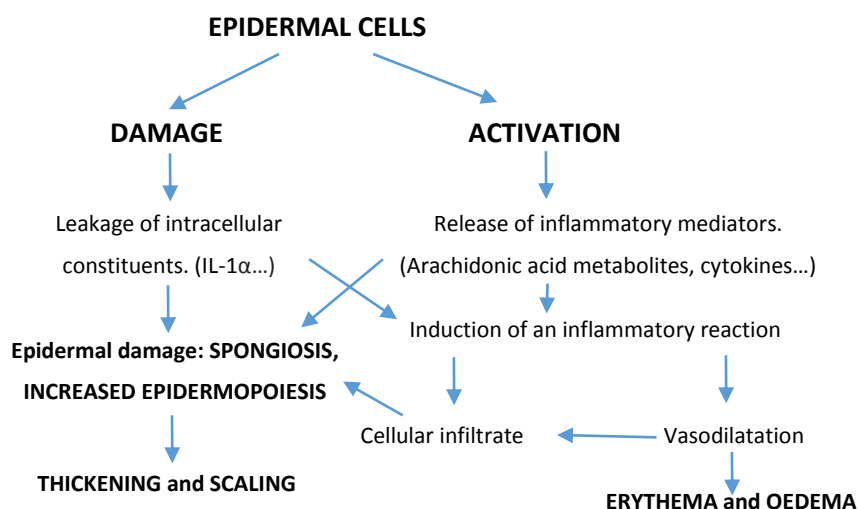 EPIDERMAL CELLS
DAMAGE
ACTIVATION
Leakage of intracellular
constituents. (IL-1α…)
Release of inflammatory mediators.
(Arachidonic acid metabolites, cytokines…)
Induction of an inflammatory reaction
Epidermal damage: SPONGIOSIS,
INCREASED EPIDERMOPOIESIS
Cellular infiltrate
Vasodilatation
THICKENING and SCALING
ERYTHEMA and OEDEMA